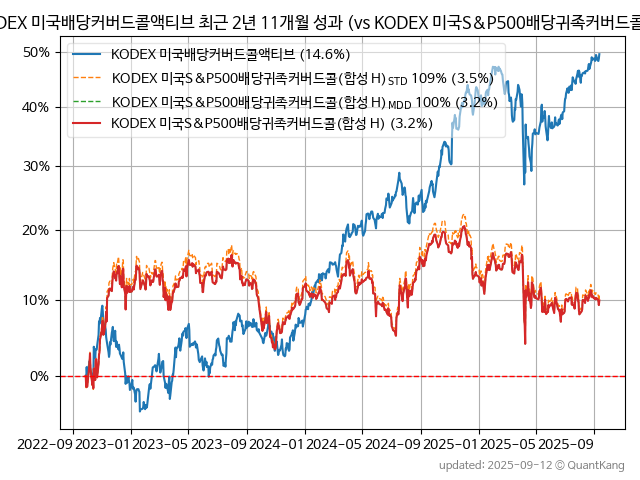 DEX 미국배당커버드콜액티브 최근 2년 11개월 성과 (vs KODEX 미국S&P500배당귀족커버드콜
KODEX 미국배당커버드콜액티브 (14.6%)
KODEX 미국S&P500배당귀족커버드콜(합성 H) STD 109% (3.5%)
KODEX 미국S&P500배당귀족커버드콜(합성 H) MDD 100% (3.2%)
KODEX 미국S&P500배당귀족커버드콜(합성 H) (3.2%)
50%
40%
30%
20%
10%
0%
2022-09 2023-01 2023-05 2023-09 2024-01 2024-05 2024-09 2025-01 2025-05 2025-09
updated: 2025-09-12 © QuantKang